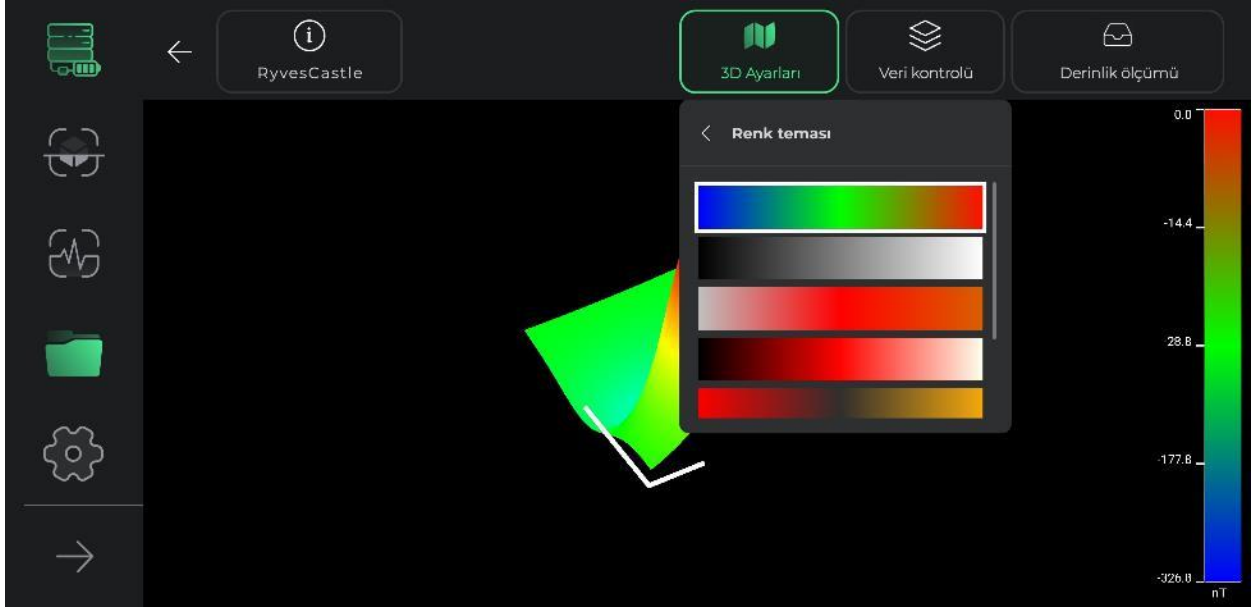 RyvesCastle
3D Ayarları
Veri kontrolü
Derinlik ölçümü
Renk teması
0.0
-14.4
28.8
-177.8
-326.8
nT